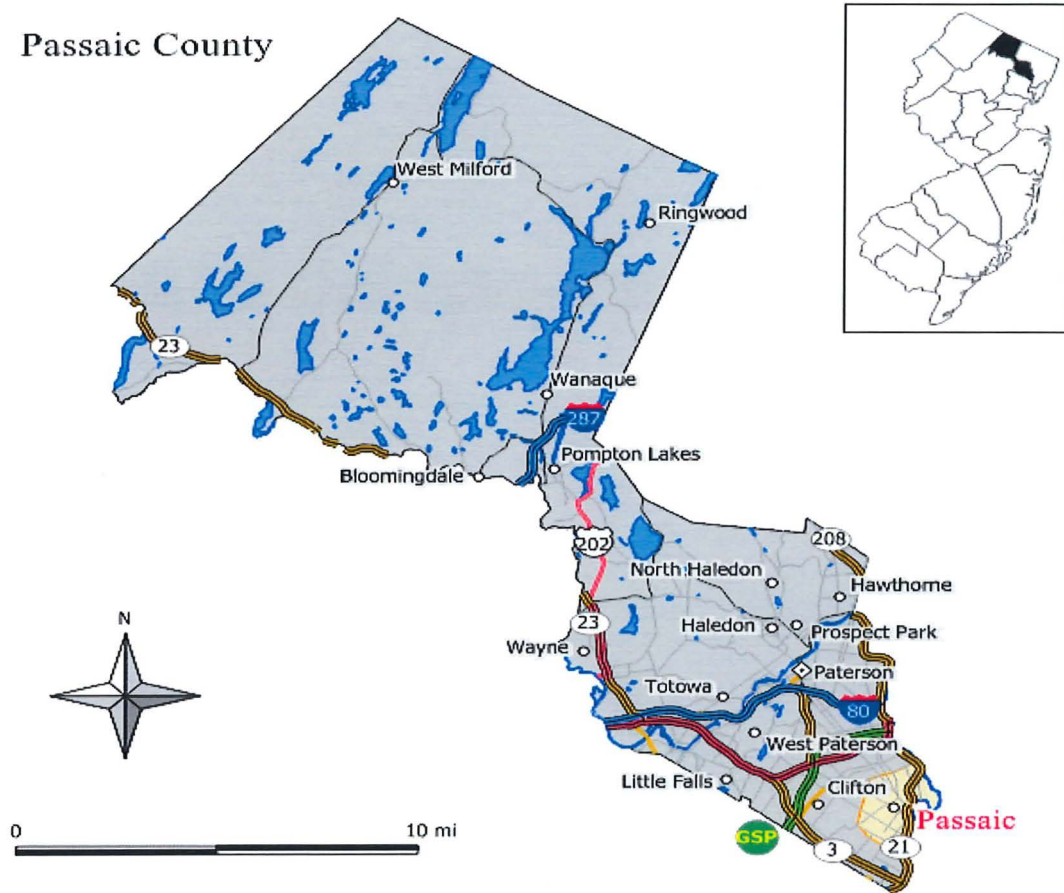 Passaic County
West Milford
Ringwood
23
Wanaque
287
Pompton Lakes
Bloomingdale
202
208
North Haledon
Hawthorne
23
Haledon
Prospect Park
Wayne
N
Paterson
Totowa
80
West Paterson
Little Falls
Clifton
Passaic
GSP
3
21
0
10 mi